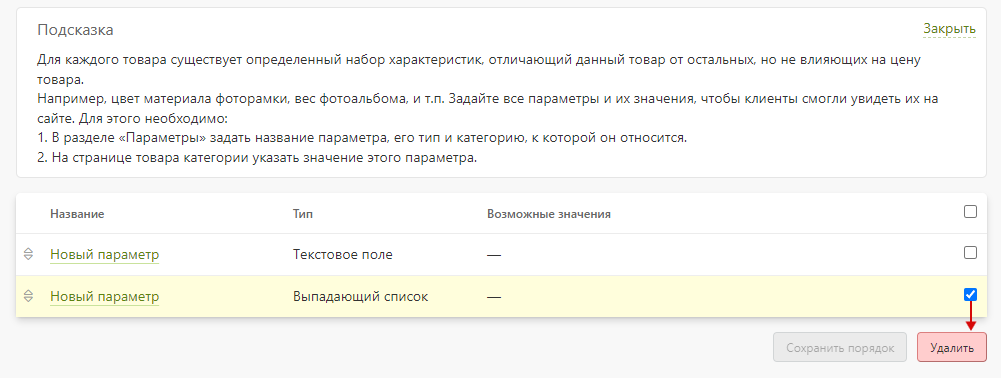 Подсказка
Закрыть
Для каждого товара существует определенный набор характеристик, отличающий данный товар от остальных, но не влияющих на цену
товара.
Например, цвет материала фоторамки, вес фотоальбома, и т.п. Задайте все параметры и их значения, чтобы клиенты смогли увидеть их на
сайте. Для этого необходимо:
1. В разделе «Параметры» задать название параметра, его тип и категорию, к которой он относится.
2. На странице товара категории указать значение этого параметра.
Название Тип Возможные значения
Новый параметр Текстовое поле —
Новый параметр Выпадающий список —
Сохранить порядок Удалить